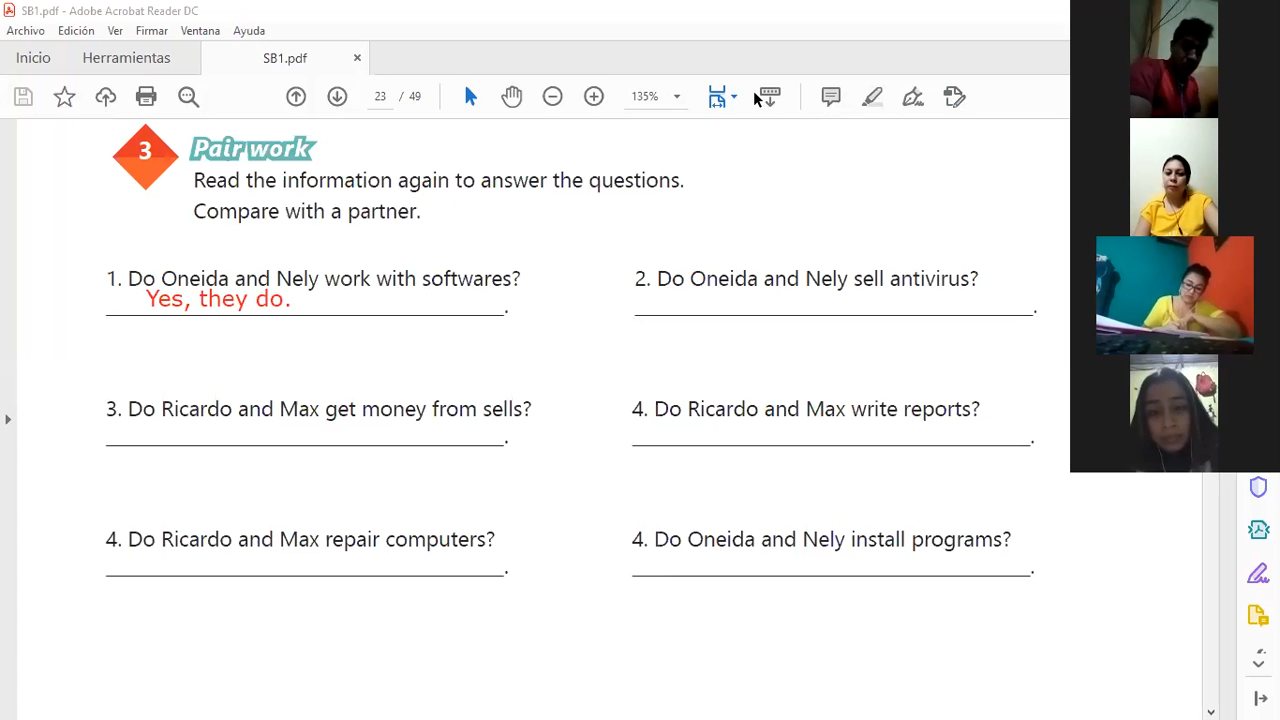 SB1.pdf - Adobe Acrobat Reader DC
Archivo Edición Ver Firmar Ventana Ayuda
Inicio Herramientas SB1.pdf ×
23 / 49 135%
3 Pair work
Read the information again to answer the questions.
Compare with a partner.
1. Do Oneida and Nely work with softwares?
Yes, they do.
2. Do Oneida and Nely sell antivirus?
3. Do Ricardo and Max get money from sells?
4. Do Ricardo and Max write reports?
4. Do Ricardo and Max repair computers?
4. Do Oneida and Nely install programs?